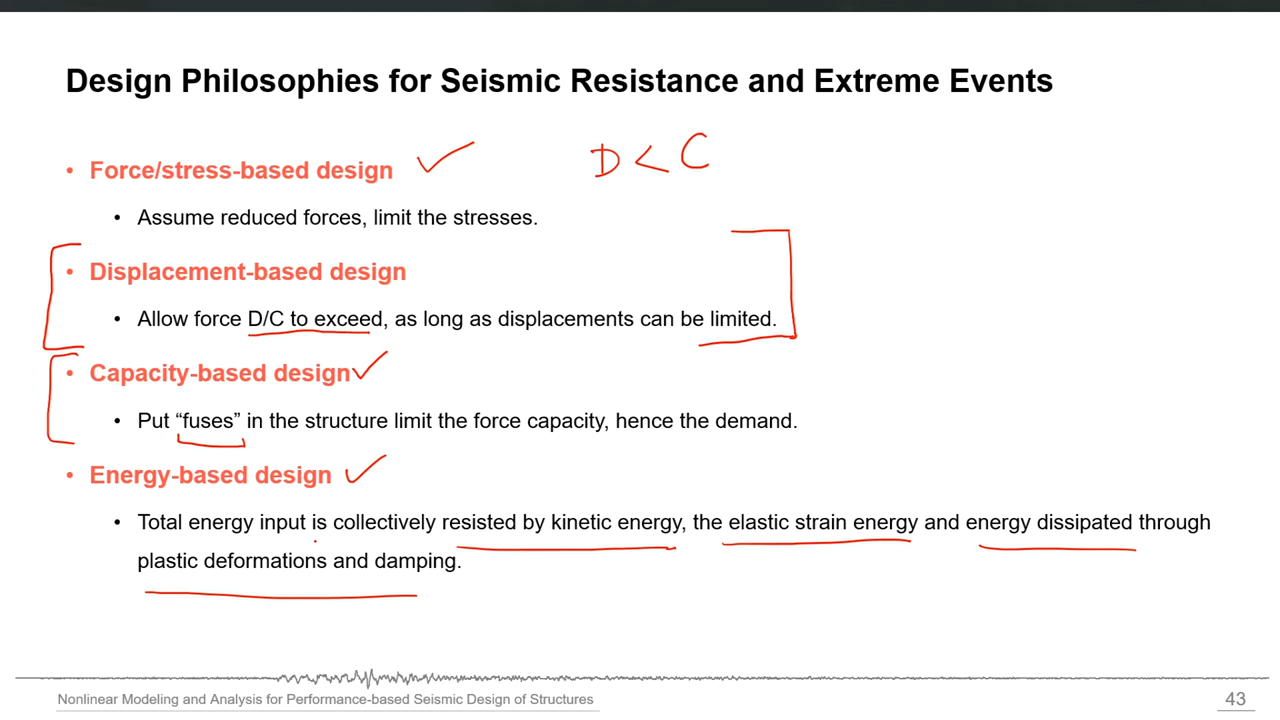 Design Philosophies for Seismic Resistance and Extreme Events
D < C
• Force/stress-based design
• Assume reduced forces, limit the stresses.
• Displacement-based design
• Allow force D/C to exceed, as long as displacements can be limited.
• Capacity-based design
• Put “fuses” in the structure limit the force capacity, hence the demand.
• Energy-based design
• Total energy input is collectively resisted by kinetic energy, the elastic strain energy and energy dissipated through
plastic deformations and damping.
Nonlinear Modeling and Analysis for Performance-based Seismic Design of Structures
43